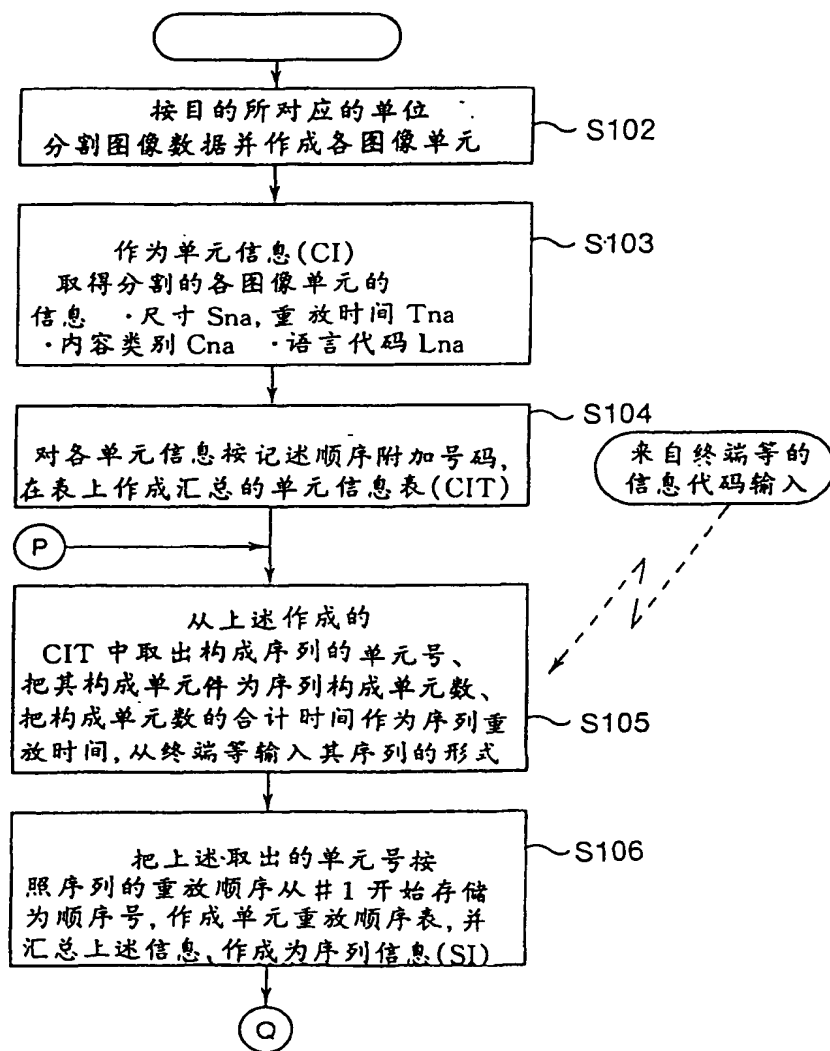 按目的所对应的单位
分割图像数据并作成各图像单元
S102
作为单元信息(CI)
取得分割的各图像单元的
信息 ·尺寸 Sna,重放时间 Tna
·内容类别 Cna ·语言代码 Lna
S103
对各单元信息按记述顺序附加号码,
在表上作成汇总的单元信息表(CIT)
S104
来自终端等的
信息代码输入
P
从上述作成的
CIT 中取出构成序列的单元号、
把其构成单元件为序列构成单元数、
把构成单元数的合计时间作为序列重
放时间,从终端等输入其序列的形式
S105
把上述取出的单元号按
照序列的重放顺序从#1开始存储
为顺序号,作成单元重放顺序表,并
汇总上述信息、作成为序列信息(SI)
S106
Q